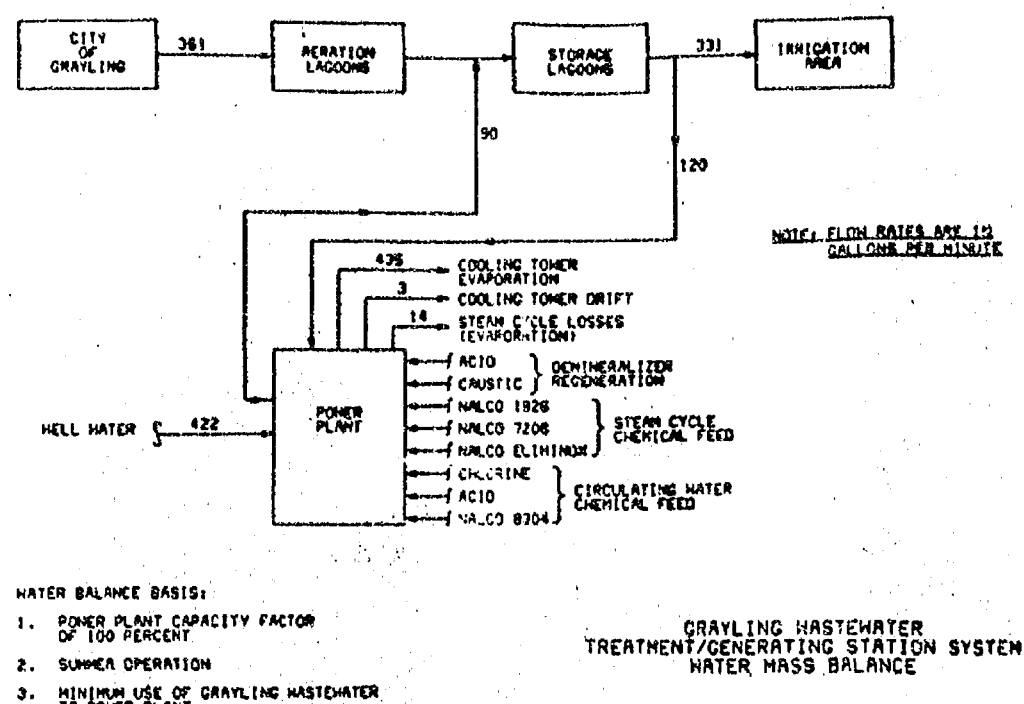 CITY
OF
GRAYLING
361
AERATION
LAGOONS
STORAGE
LAGOONS
331
IRRIGATION
AREA
90
120
NOTE: FLOW RATES ARE IN
GALLONS PER MINUTE
435
COOLING TOWER
EVAPORATION
3
COOLING TOWER DRIFT
14
STEAM CYCLE LOSSES
(EVAPORATION)
POWER
PLANT
WELL WATER
422
ACID
CAUSTIC
DEMINERALIZER
REGENERATION
NALCO 1826
NALCO 7208
NALCO ELIMINOX
STEAM CYCLE
CHEMICAL FEED
CHLORINE
ACID
NALCO 8304
CIRCULATING WATER
CHEMICAL FEED
WATER BALANCE BASIS:
1. POWER PLANT CAPACITY FACTOR
OF 100 PERCENT
2. SUMMER OPERATION
3. MINIMUM USE OF GRAYLING WASTEWATER
TO POWER PLANT
GRAYLING WASTEWATER
TREATMENT/GENERATING STATION SYSTEM
WATER MASS BALANCE